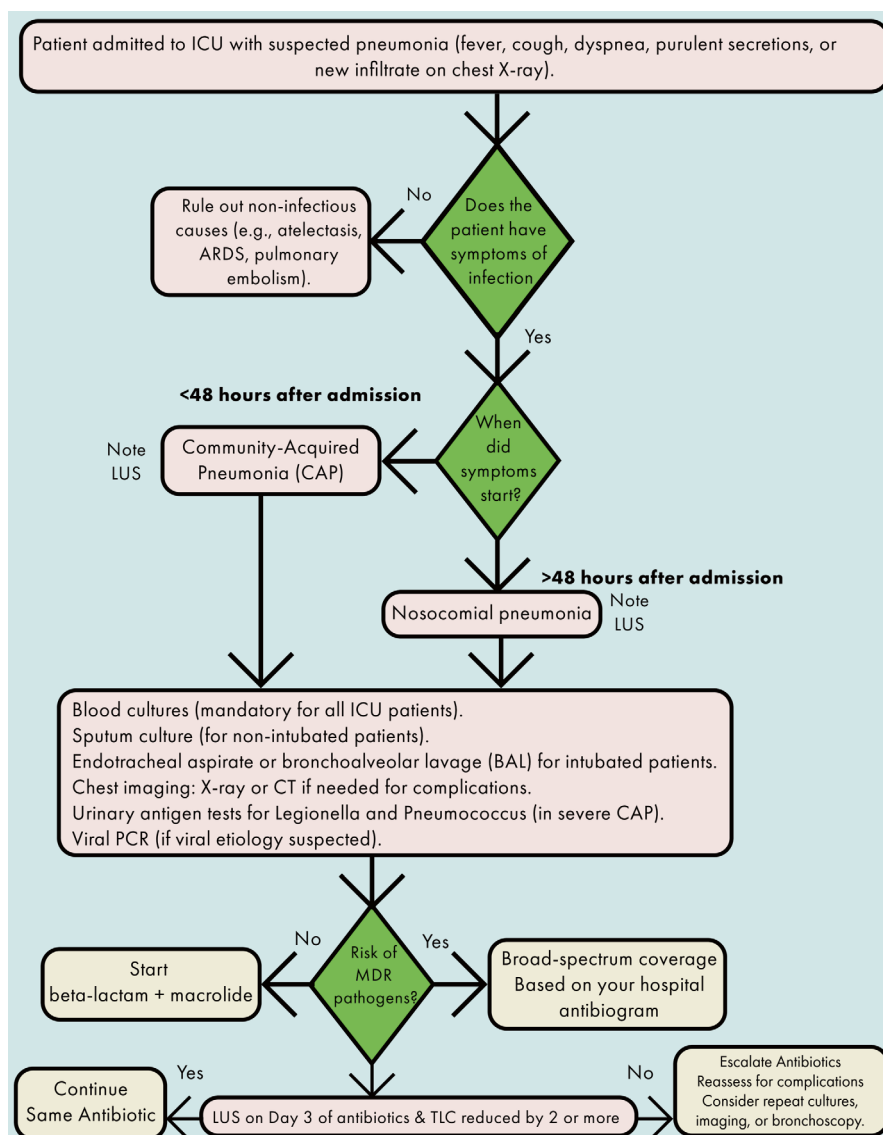 Patient admitted to ICU with suspected pneumonia (fever, cough, dyspnea, purulent secretions, or
new infiltrate on chest X-ray).
No
Rule out non-infectious
causes (e.g., atelectasis,
ARDS, pulmonary
embolism).
Does the
patient have
symptoms of
infection
Yes
<48 hours after admission
Note
LUS
Community-Acquired
Pneumonia (CAP)
When
did
symptoms
start?
>48 hours after admission
Nosocomial pneumonia
Note
LUS
Blood cultures (mandatory for all ICU patients).
Sputum culture (for non-intubated patients).
Endotracheal aspirate or bronchoalveolar lavage (BAL) for intubated patients.
Chest imaging: X-ray or CT if needed for complications.
Urinary antigen tests for Legionella and Pneumococcus (in severe CAP).
Viral PCR (if viral etiology suspected).
No
Start
beta-lactam + macrolide
Risk of
MDR
pathogens?
Yes
Broad-spectrum coverage
Based on your hospital
antibiogram
Continue
Same Antibiotic
Yes
LUS on Day 3 of antibiotics & TLC reduced by 2 or more
No
Escalate Antibiotics
Reassess for complications
Consider repeat cultures,
imaging, or bronchoscopy.